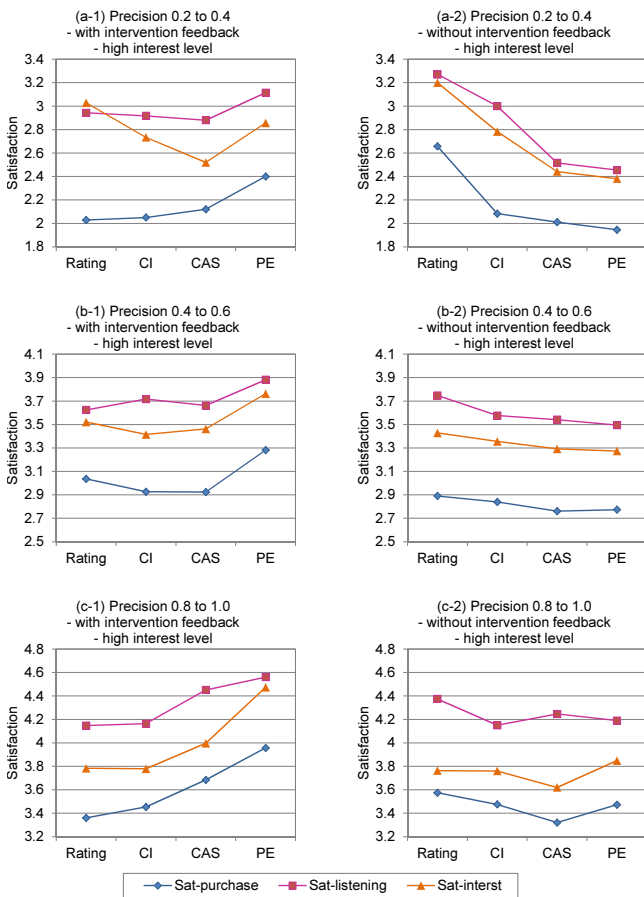 (a-1) Precision 0.2 to 0.4
- with intervention feedback
- high interest level
3.4
3.2
3
2.8
2.6
2.4
2.2
2
1.8
Satisfaction
Rating CI CAS PE
(a-2) Precision 0.2 to 0.4
- without intervention feedback
- high interest level
3.4
3.2
3
2.8
2.6
2.4
2.2
2
1.8
Satisfaction
Rating CI CAS PE
(b-1) Precision 0.4 to 0.6
- with intervention feedback
- high interest level
4.1
3.9
3.7
3.5
3.3
3.1
2.9
2.7
2.5
Satisfaction
Rating CI CAS PE
(b-2) Precision 0.4 to 0.6
- without intervention feedback
- high interest level
4.1
3.9
3.7
3.5
3.3
3.1
2.9
2.7
2.5
Satisfaction
Rating CI CAS PE
(c-1) Precision 0.8 to 1.0
- with intervention feedback
- high interest level
4.8
4.6
4.4
4.2
4
3.8
3.6
3.4
3.2
Satisfaction
Rating CI CAS PE
(c-2) Precision 0.8 to 1.0
- without intervention feedback
- high interest level
4.8
4.6
4.4
4.2
4
3.8
3.6
3.4
3.2
Satisfaction
Rating CI CAS PE
Sat-purchase Sat-listening Sat-interst